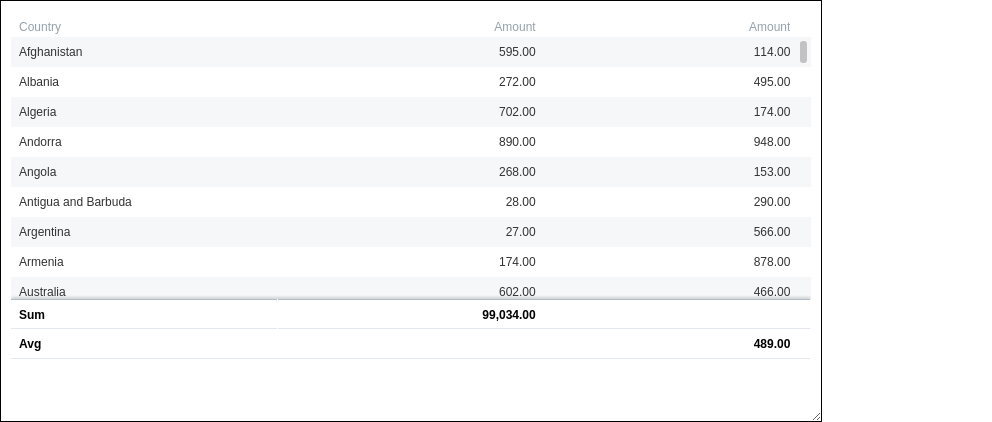 Country Amount Amount
Afghanistan 595.00 114.00
Albania 272.00 495.00
Algeria 702.00 174.00
Andorra 890.00 948.00
Angola 268.00 153.00
Antigua and Barbuda 28.00 290.00
Argentina 27.00 566.00
Armenia 174.00 878.00
Australia 602.00 466.00
Sum 99,034.00
Avg 489.00